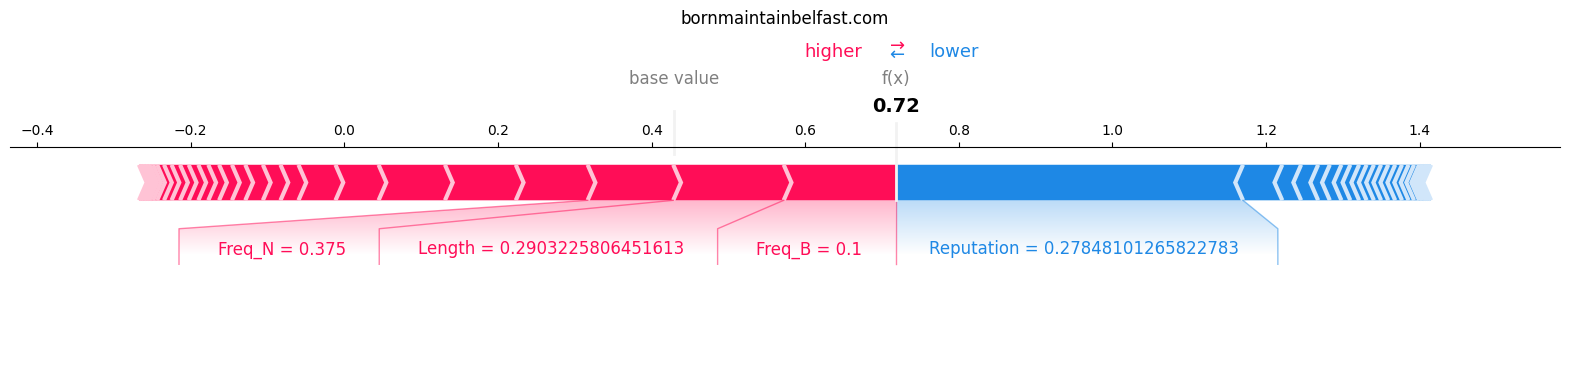 bornmaintainbelfast.com
higher ⇄ lower
base value f(x)
0.72
−0.4 −0.2 0.0 0.2 0.4 0.6 0.8 1.0 1.2 1.4
Freq_N = 0.375 Length = 0.2903225806451613 Freq_B = 0.1 Reputation = 0.27848101265822783